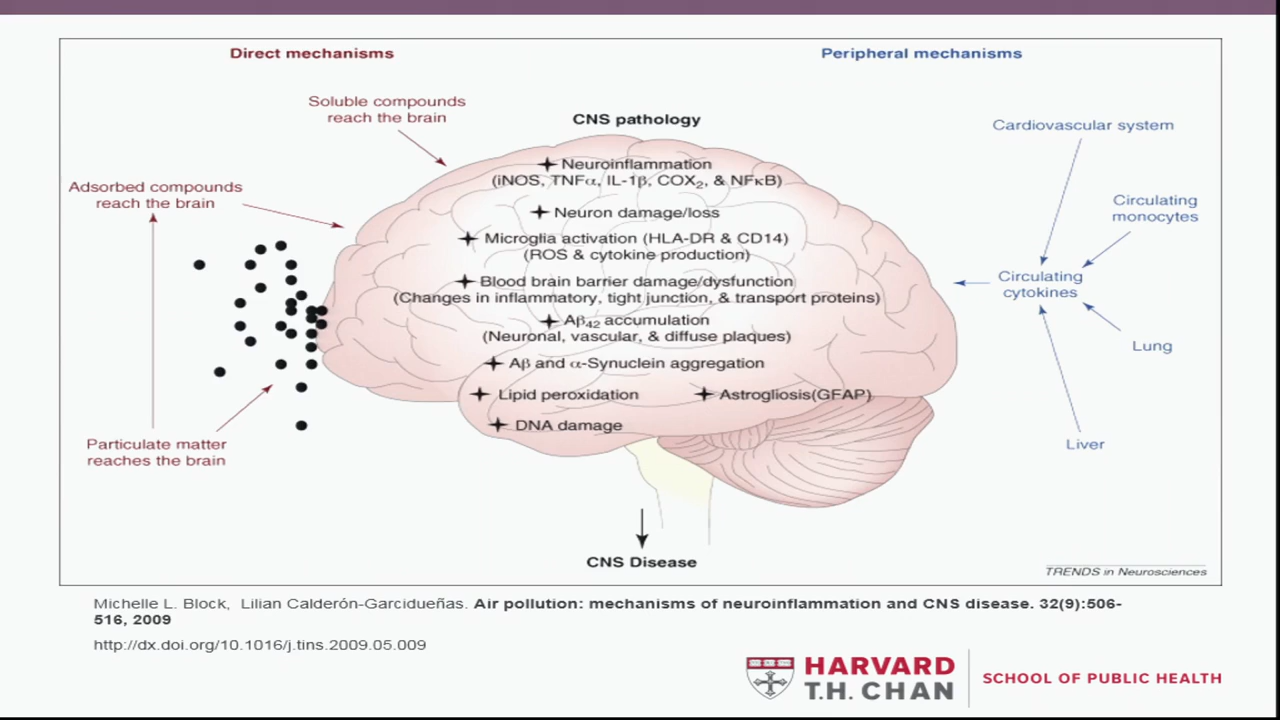 Direct mechanisms
Peripheral mechanisms
Soluble compounds
reach the brain
Adsorbed compounds
reach the brain
Particulate matter
reaches the brain
CNS pathology
Neuroinflammation
(iNOS, TNFα, IL-1β, COX₂, & NFκB)
Neuron damage/loss
Microglia activation (HLA-DR & CD14)
(ROS & cytokine production)
Blood brain barrier damage/dysfunction
(Changes in inflammatory, tight junction, & transport proteins)
Aβ₄₂ accumulation
(Neuronal, vascular, & diffuse plaques)
Aβ and α-Synuclein aggregation
Lipid peroxidation
Astrogliosis(GFAP)
DNA damage
CNS Disease
Cardiovascular system
Circulating
monocytes
Circulating
cytokines
Lung
Liver
TRENDS in Neurosciences
Michelle L. Block, Lilian Calderón-Garcidueñas. Air pollution: mechanisms of neuroinflammation and CNS disease. 32(9):506-
516, 2009
http://dx.doi.org/10.1016/j.tins.2009.05.009
HARVARD
T.H. CHAN
SCHOOL OF PUBLIC HEALTH